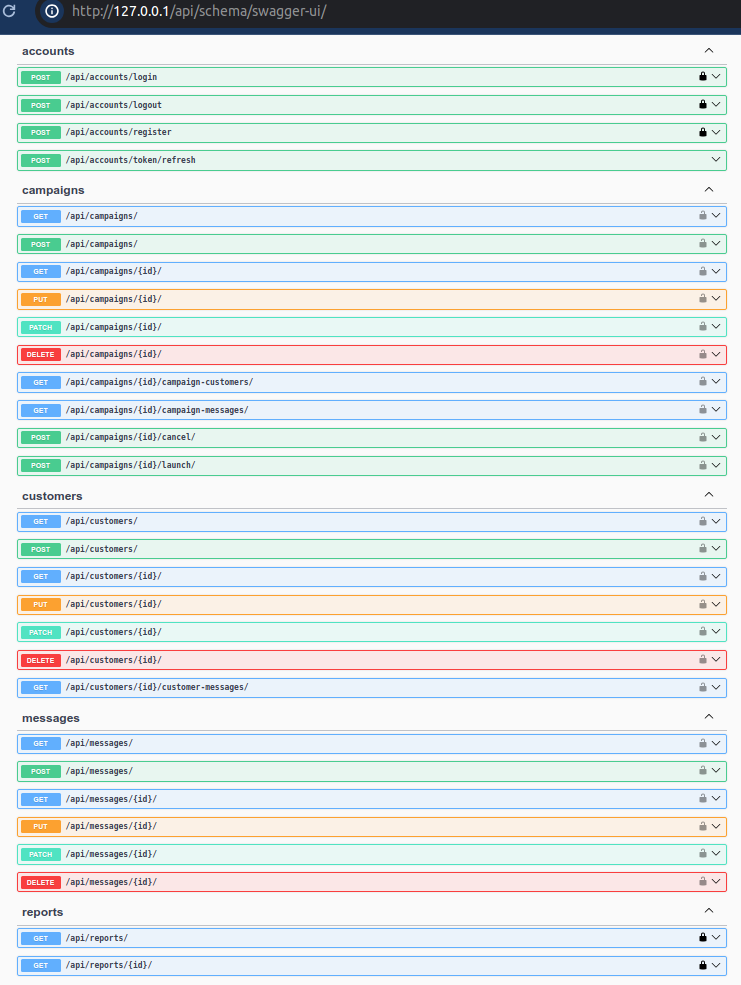 http://127.0.0.1/api/schema/swagger-ui/
accounts
POST /api/accounts/login
POST /api/accounts/logout
POST /api/accounts/register
POST /api/accounts/token/refresh
campaigns
GET /api/campaigns/
POST /api/campaigns/
GET /api/campaigns/{id}/
PUT /api/campaigns/{id}/
PATCH /api/campaigns/{id}/
DELETE /api/campaigns/{id}/
GET /api/campaigns/{id}/campaign-customers/
GET /api/campaigns/{id}/campaign-messages/
POST /api/campaigns/{id}/cancel/
POST /api/campaigns/{id}/launch/
customers
GET /api/customers/
POST /api/customers/
GET /api/customers/{id}/
PUT /api/customers/{id}/
PATCH /api/customers/{id}/
DELETE /api/customers/{id}/
GET /api/customers/{id}/customer-messages/
messages
GET /api/messages/
POST /api/messages/
GET /api/messages/{id}/
PUT /api/messages/{id}/
PATCH /api/messages/{id}/
DELETE /api/messages/{id}/
reports
GET /api/reports/
GET /api/reports/{id}/